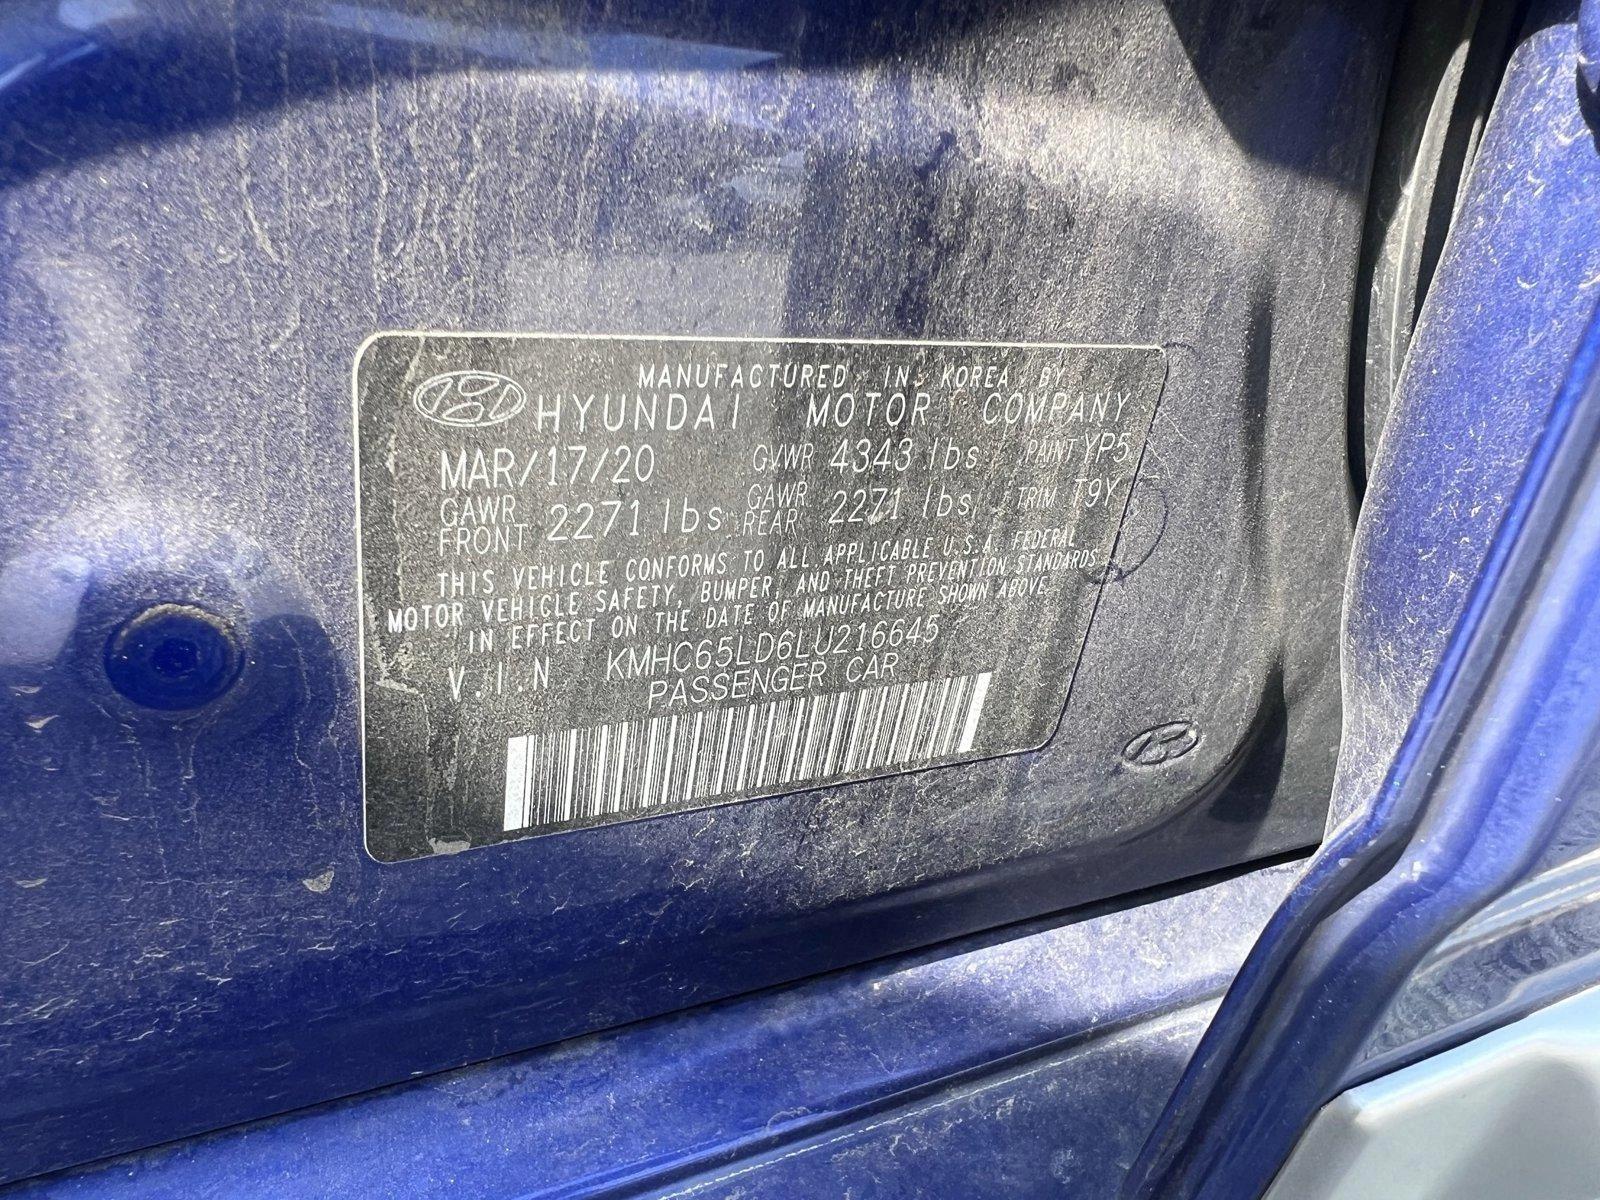 MANUFACTURED IN KOREA BY
HYUNDAI MOTOR COMPANY
MAR/17/20 GVWR 4343 lbs PAINT YP5
GAWR FRONT 2271 lbs GAWR REAR 2271 lbs TRIM T9Y
THIS VEHICLE CONFORMS TO ALL APPLICABLE U.S.A. FEDERAL
MOTOR VEHICLE SAFETY, BUMPER, AND THEFT PREVENTION STANDARDS
IN EFFECT ON THE DATE OF MANUFACTURE SHOWN ABOVE
V.I.N KMHC65LD6LU216645
PASSENGER CAR